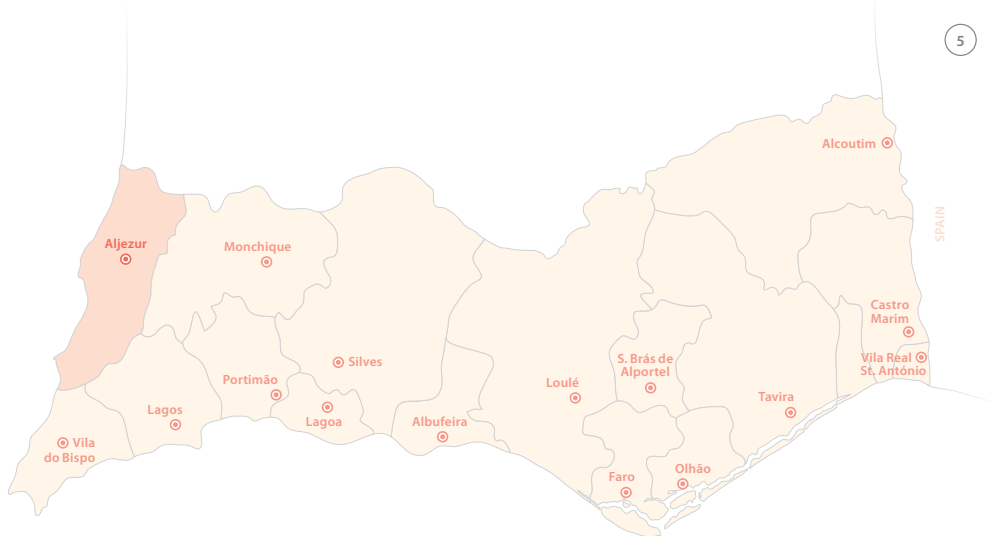 5
Alcoutim
SPAIN
Aljezur
Monchique
Castro
Marim
Vila Real
St. António
S. Brás de
Alportel
Silves
Portimão
Loulé
Tavira
Lagos
Lagoa
Albufeira
Vila
do Bispo
Faro
Olhão